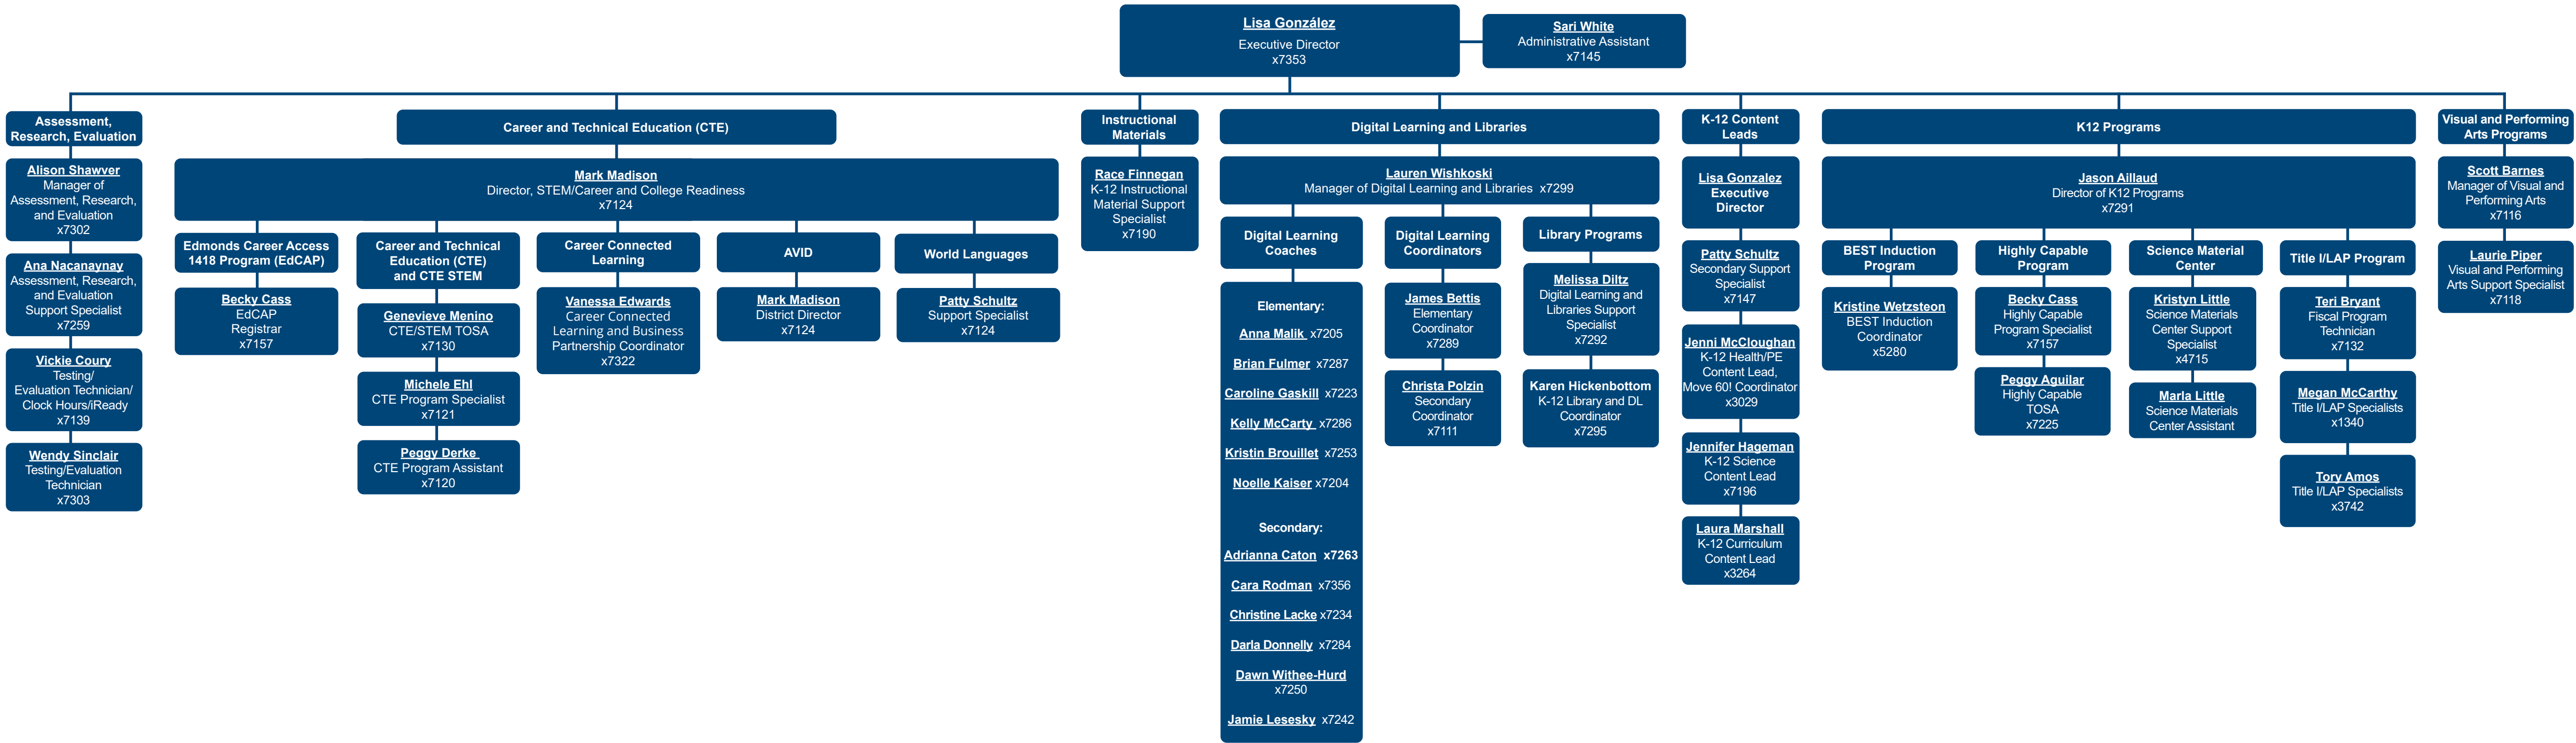 Lisa González
Executive Director
x7353
Sari White
Administrative Assistant
x7145
Assessment,
Research, Evaluation
Alison Shawver
Manager of
Assessment, Research,
and Evaluation
x7302
Ana Nacanaynay
Assessment, Research,
and Evaluation
Support Specialist
x7259
Vickie Coury
Testing/
Evaluation Technician/
Clock Hours/iReady
x7139
Wendy Sinclair
Testing/Evaluation
Technician
x7303
Career and Technical Education (CTE)
Mark Madison
Director, STEM/Career and College Readiness
x7124
Edmonds Career Access
1418 Program (EdCAP)
Becky Cass
EdCAP
Registrar
x7157
Career and Technical
Education (CTE)
and CTE STEM
Genevieve Menino
CTE/STEM TOSA
x7130
Michele Ehl
CTE Program Specialist
x7121
Peggy Derke
CTE Program Assistant
x7120
Career Connected
Learning
Vanessa Edwards
Career Connected
Learning and Business
Partnership Coordinator
x7322
AVID
Mark Madison
District Director
x7124
World Languages
Patty Schultz
Support Specialist
x7124
Instructional
Materials
Race Finnegan
K-12 Instructional
Material Support
Specialist
x7190
Digital Learning and Libraries
Lauren Wishkoski
Manager of Digital Learning and Libraries x7299
Digital Learning
Coaches
Elementary:
Anna Malik x7205
Brian Fulmer x7287
Caroline Gaskill x7223
Kelly McCarty x7286
Kristin Brouillet x7253
Noelle Kaiser x7204
Secondary:
Adrianna Caton x7263
Cara Rodman x7356
Christine Lacke x7234
Darla Donnelly x7284
Dawn Withee-Hurd
x7250
Jamie Lesesky x7242
Digital Learning
Coordinators
James Bettis
Elementary
Coordinator
x7289
Christa Polzin
Secondary
Coordinator
x7111
Library Programs
Melissa Diltz
Digital Learning and
Libraries Support
Specialist
x7292
Karen Hickenbottom
K-12 Library and DL
Coordinator
x7295
K-12 Content
Leads
Lisa Gonzalez
Executive
Director
Patty Schultz
Secondary Support
Specialist
x7147
Jenni McCloughan
K-12 Health/PE
Content Lead,
Move 60! Coordinator
x3029
Jennifer Hageman
K-12 Science
Content Lead
x7196
Laura Marshall
K-12 Curriculum
Content Lead
x3264
K12 Programs
Jason Aillaud
Director of K12 Programs
x7291
BEST Induction
Program
Kristine Wetzsteon
BEST Induction
Coordinator
x5280
Highly Capable
Program
Becky Cass
Highly Capable
Program Specialist
x7157
Peggy Aguilar
Highly Capable
TOSA
x7225
Science Material
Center
Kristyn Little
Science Materials
Center Support
Specialist
x4715
Marla Little
Science Materials
Center Assistant
Title I/LAP Program
Teri Bryant
Fiscal Program
Technician
x7132
Megan McCarthy
Title I/LAP Specialists
x1340
Tory Amos
Title I/LAP Specialists
x3742
Visual and Performing
Arts Programs
Scott Barnes
Manager of Visual and
Performing Arts
x7116
Laurie Piper
Visual and Performing
Arts Support Specialist
x7118